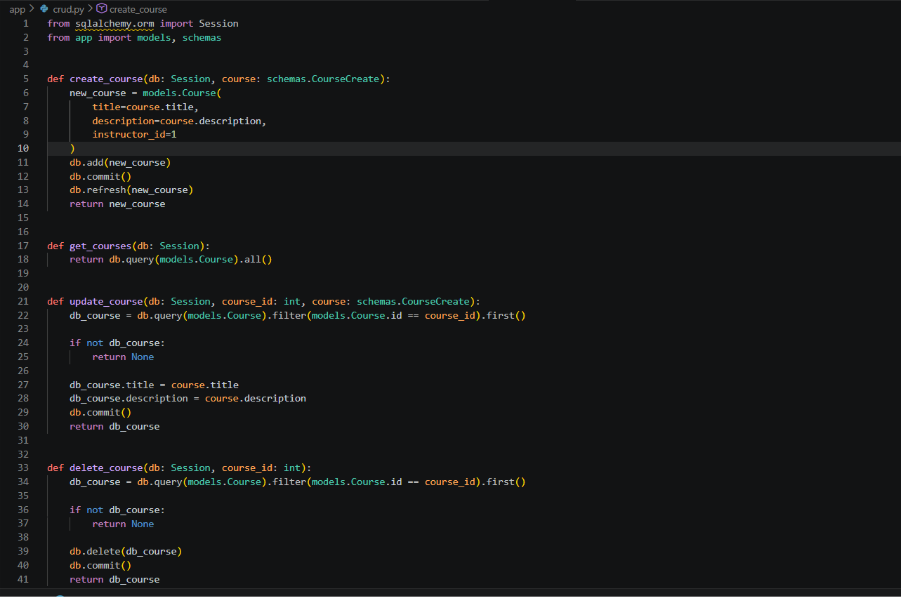 app > crud.py > create_course
1 from sqlalchemy.orm import Session
2 from app import models, schemas
3
4
5 def create_course(db: Session, course: schemas.CourseCreate):
6     new_course = models.Course(
7         title=course.title,
8         description=course.description,
9         instructor_id=1
10     )
11     db.add(new_course)
12     db.commit()
13     db.refresh(new_course)
14     return new_course
15
16
17 def get_courses(db: Session):
18     return db.query(models.Course).all()
19
20
21 def update_course(db: Session, course_id: int, course: schemas.CourseCreate):
22     db_course = db.query(models.Course).filter(models.Course.id == course_id).first()
23
24     if not db_course:
25         return None
26
27     db_course.title = course.title
28     db_course.description = course.description
29     db.commit()
30     return db_course
31
32
33 def delete_course(db: Session, course_id: int):
34     db_course = db.query(models.Course).filter(models.Course.id == course_id).first()
35
36     if not db_course:
37         return None
38
39     db.delete(db_course)
40     db.commit()
41     return db_course